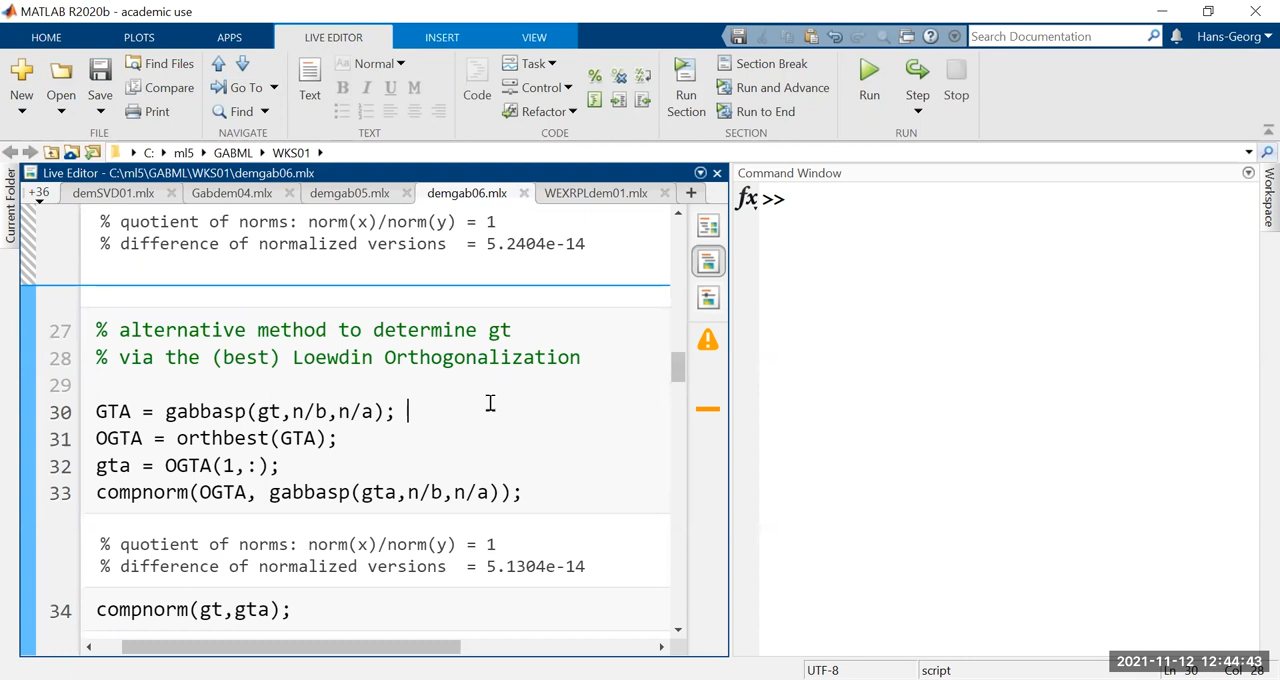 MATLAB R2020b - academic use
HOME PLOTS APPS LIVE EDITOR INSERT VIEW Search Documentation Hans-Georg
New Open Save Find Files Compare Print
FILE
Go To Find
NAVIGATE
Text Aa Normal B I U M
TEXT
Code Task Control Refactor
CODE
Run Section Section Break Run and Advance Run to End
SECTION
Run Step Stop
RUN
C: ml5 GABML WKS01
Current Folder
Live Editor - C:\ml5\GABML\WKS01\demgab06.mlx
+36 demSVD01.mlx Gabdem04.mlx demgab05.mlx demgab06.mlx WEXRPLdem01.mlx
% quotient of norms: norm(x)/norm(y) = 1
% difference of normalized versions = 5.2404e-14
27 % alternative method to determine gt
28 % via the (best) Loewdin Orthogonalization
29
30 GTA = gabbasp(gt,n/b,n/a);
31 OGTA = orthbest(GTA);
32 gta = OGTA(1,:);
33 compnorm(OGTA, gabbasp(gta,n/b,n/a));
% quotient of norms: norm(x)/norm(y) = 1
% difference of normalized versions = 5.1304e-14
34 compnorm(gt,gta);
Command Window
fx >>
Workspace
UTF-8 script Ln 30 Col 28
2021-11-12 12:44:43